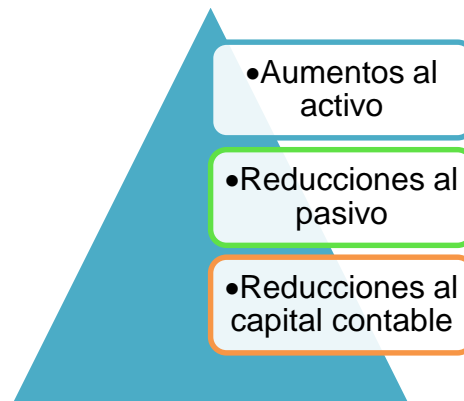 •Aumentos al
activo
•Reducciones al
pasivo
•Reducciones al
capital contable